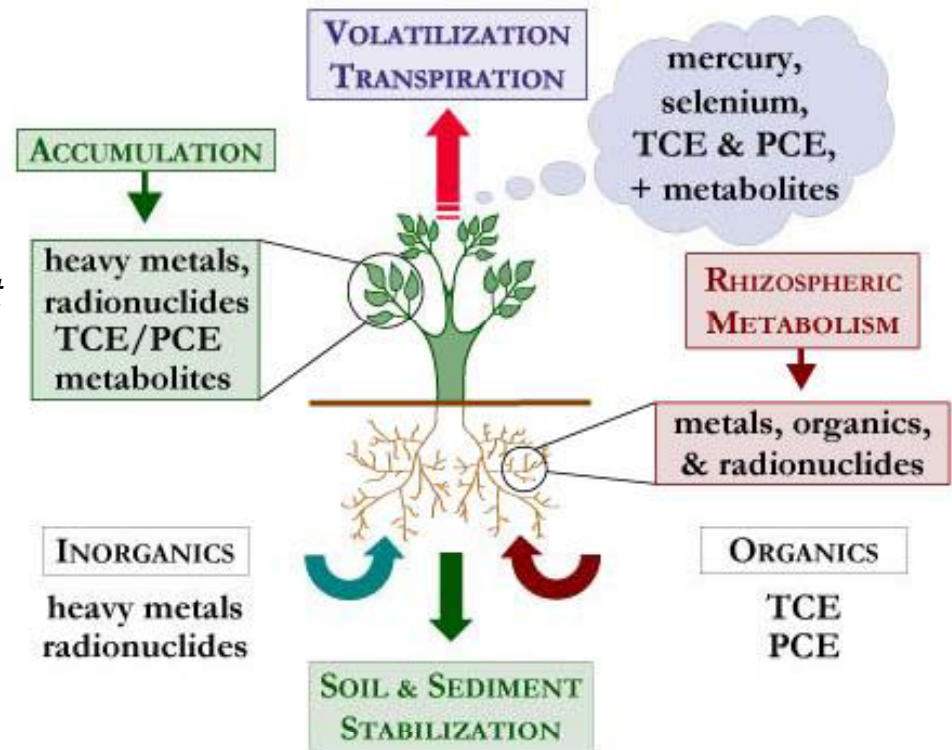 VOLATILIZATION
TRANSPIRATION
mercury,
selenium,
TCE & PCE,
+ metabolites
ACCUMULATION
heavy metals,
radionuclides
TCE/PCE
metabolites
RHIZOSPHERIC
METABOLISM
metals, organics,
& radionuclides
INORGANICS
heavy metals
radionuclides
ORGANICS
TCE
PCE
SOIL & SEDIMENT
STABILIZATION